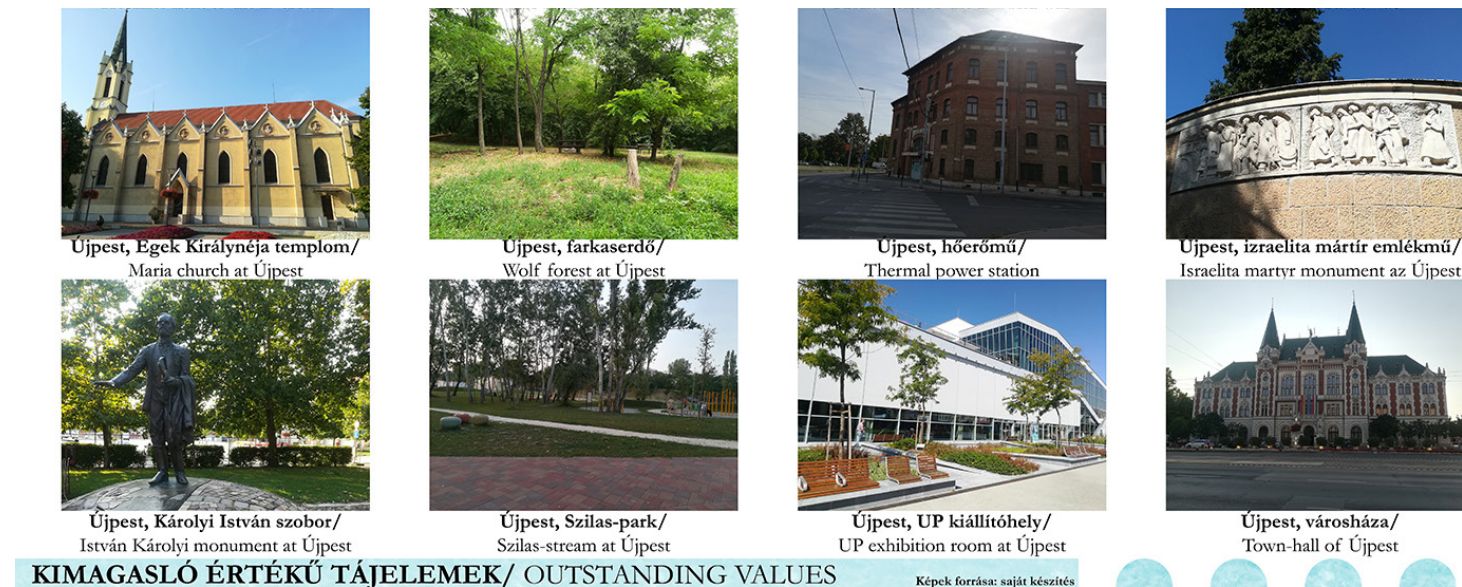 Újpest, Egek Királynéja templom/
Maria church at Újpest
Újpest, farkaserdő/
Wolf forest at Újpest
Újpest, hőerőmű/
Thermal power station
Újpest, izraelita mártír emlékmű/
Israelita martyr monument az Újpest
Újpest, Károlyi István szobor/
István Károlyi monument at Újpest
Újpest, Szilas-park/
Szilas-stream at Újpest
Újpest, UP kiállítóhely/
UP exhibition room at Újpest
Újpest, városháza/
Town-hall of Újpest
KIMAGASLÓ ÉRTÉKŰ TÁJELEMEK/ OUTSTANDING VALUES
Képek forrása: saját készítés